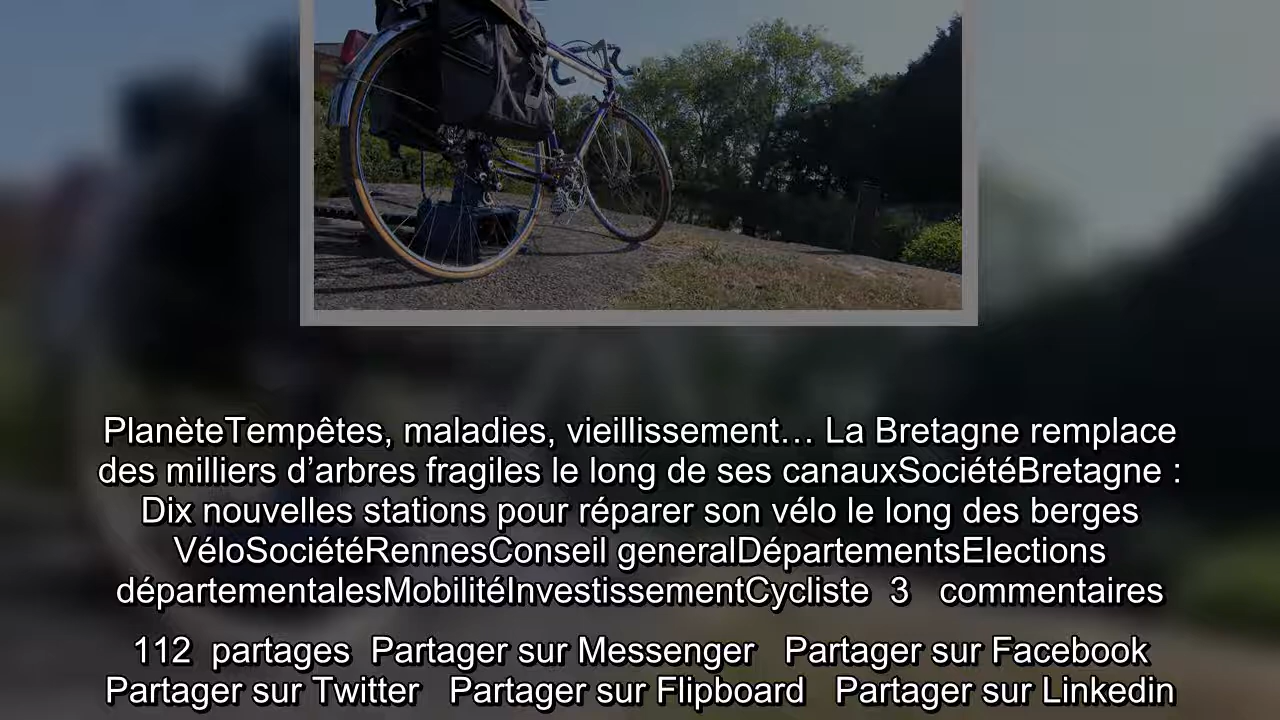 PlanèteTempêtes, maladies, vieillissement… La Bretagne remplace
des milliers d’arbres fragiles le long de ses canauxSociétéBretagne :
Dix nouvelles stations pour réparer son vélo le long des berges
VéloSociétéRennesConseil generalDépartementsElections
départementalesMobilitéInvestissementCycliste 3 commentaires
112 partages Partager sur Messenger Partager sur Facebook
Partager sur Twitter Partager sur Flipboard Partager sur Linkedin